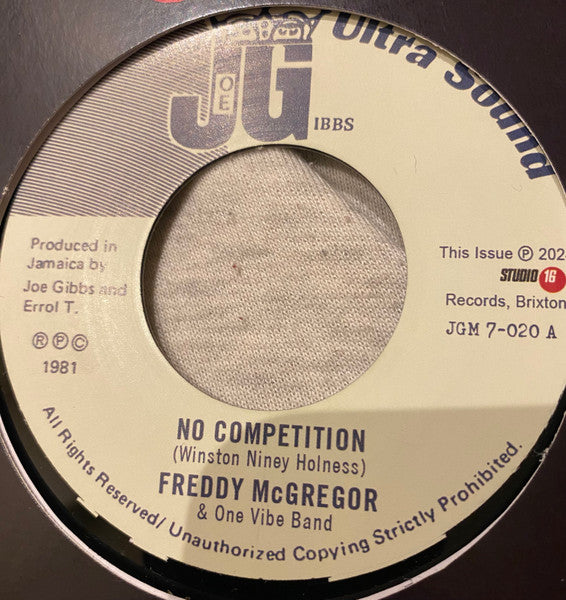 Ultra Sound
JOE
GIBBS
Produced in
Jamaica by
Joe Gibbs and
Errol T.
Ⓡ Ⓟ Ⓒ
1981
This Issue Ⓟ 202
STUDIO 16
Records, Brixton
JGM 7-020 A
NO COMPETITION
(Winston Niney Holness)
FREDDY McGREGOR
& One Vibe Band
All Rights Reserved/ Unauthorized Copying Strictly Prohibited.